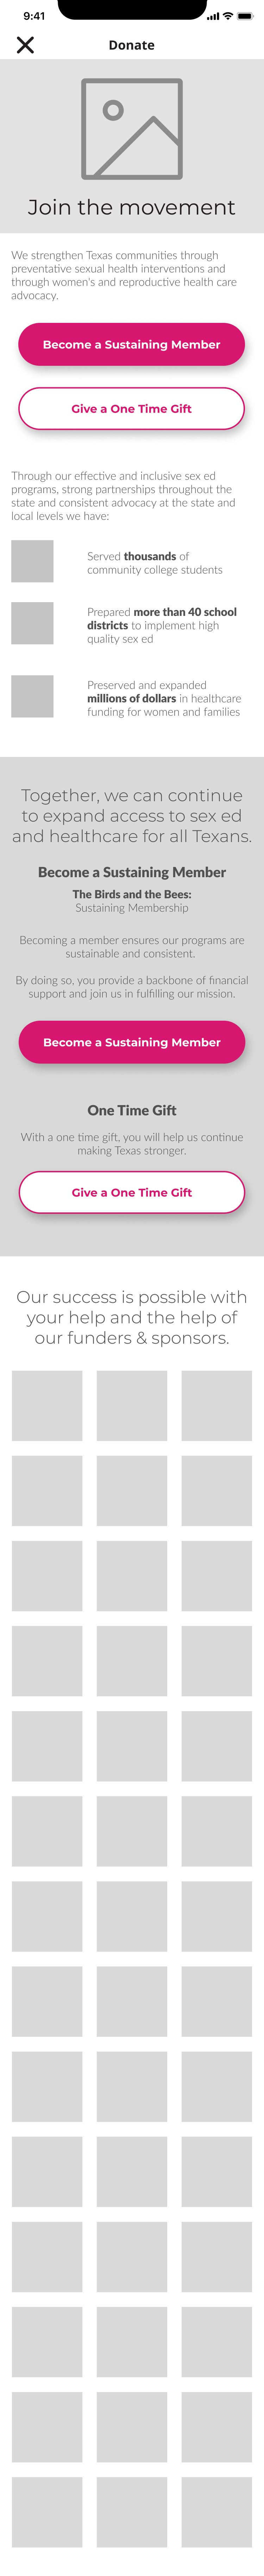 9:41
Donate
Join the movement
We strengthen Texas communities through
preventative sexual health interventions and
through women's and reproductive health care
advocacy.
Become a Sustaining Member
Give a One Time Gift
Through our effective and inclusive sex ed
programs, strong partnerships throughout the
state and consistent advocacy at the state and
local levels we have:
Served thousands of
community college students
Prepared more than 40 school
districts to implement high
quality sex ed
Preserved and expanded
millions of dollars in healthcare
funding for women and families
Together, we can continue
to expand access to sex ed
and healthcare for all Texans.
Become a Sustaining Member
The Birds and the Bees:
Sustaining Membership
Becoming a member ensures our programs are
sustainable and consistent.
By doing so, you provide a backbone of financial
support and join us in fulfilling our mission.
Become a Sustaining Member
One Time Gift
With a one time gift, you will help us continue
making Texas stronger.
Give a One Time Gift
Our success is possible with
your help and the help of
our funders & sponsors.